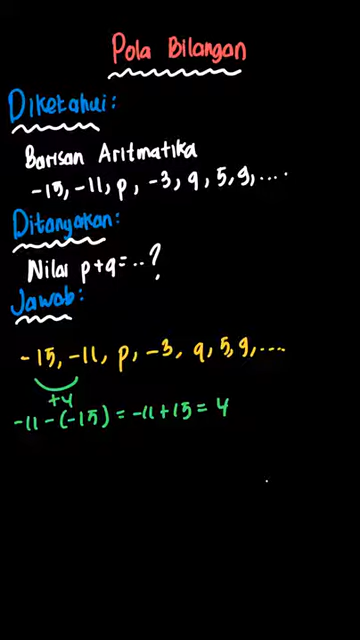 Pola Bilangan
Diketahui:
Barisan Aritmatika
-15, -11, p, -3, q, 5, 9, ....
Ditanyakan:
Nilai p+q = ..?
Jawab:
-15, -11, p, -3, q, 5, 9, ....
+4
-11 - (-15) = -11 + 15 = 4